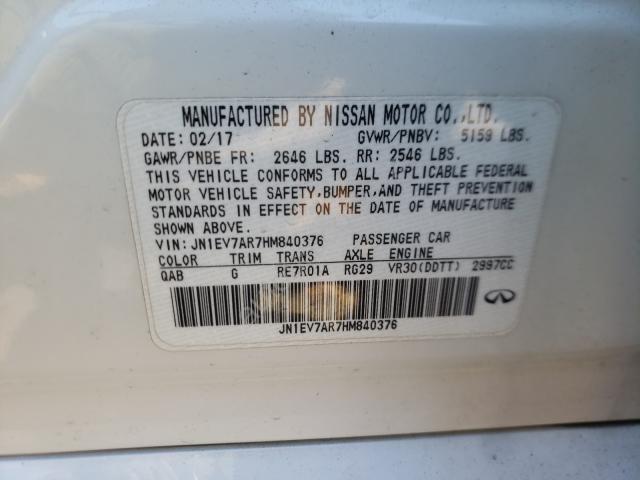 MANUFACTURED BY NISSAN MOTOR CO.,LTD.
DATE: 02/17 GVWR/PNBV: 5159 LBS.
GAWR/PNBE FR: 2646 LBS. RR: 2546 LBS.
THIS VEHICLE CONFORMS TO ALL APPLICABLE FEDERAL
MOTOR VEHICLE SAFETY,BUMPER,AND THEFT PREVENTION
STANDARDS IN EFFECT ON THE DATE OF MANUFACTURE
SHOWN ABOVE.
VIN: JN1EV7AR7HM840376 PASSENGER CAR
COLOR TRIM TRANS AXLE ENGINE
QAB G RE7R01A RG29 VR30(DDTT) 2997CC
JN1EV7AR7HM840376